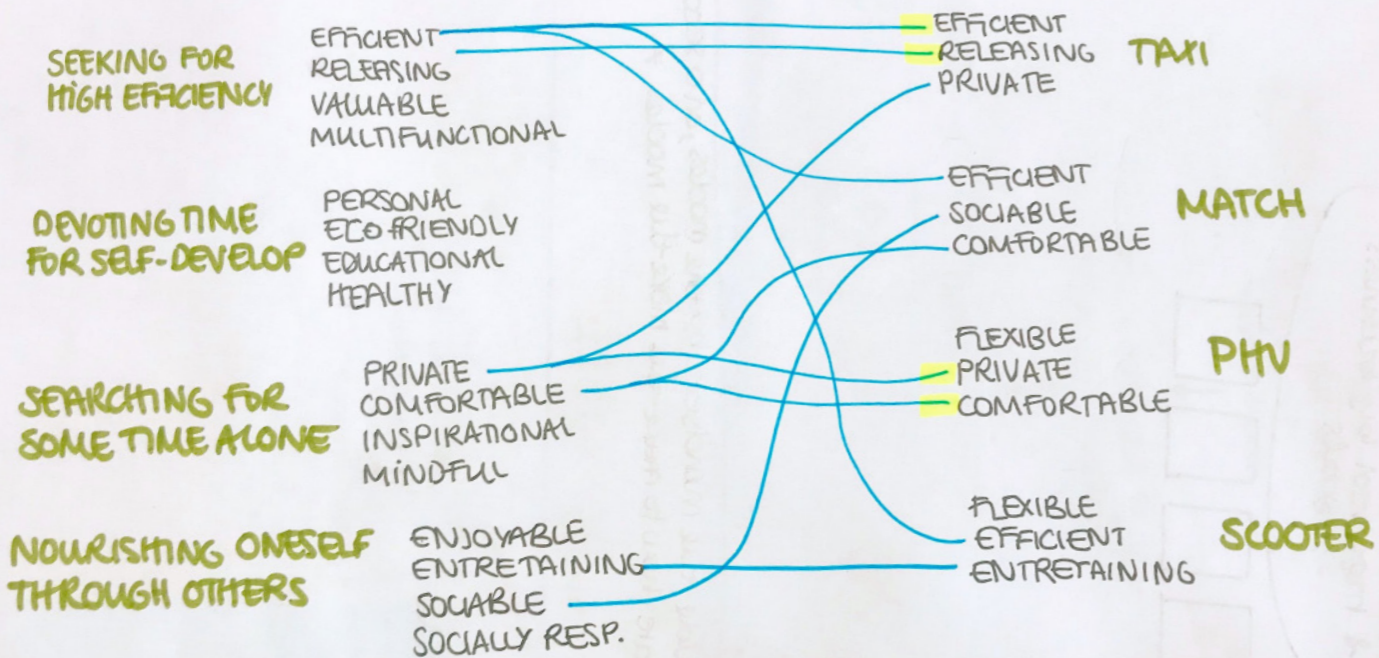 SEEKING FOR
HIGH EFFICIENCY
EFFICIENT
RELEASING
VALUABLE
MULTIFUNCTIONAL
DEVOTING TIME
FOR SELF-DEVELOP
PERSONAL
ECO FRIENDLY
EDUCATIONAL
HEALTHY
SEARCHING FOR
SOME TIME ALONE
PRIVATE
COMFORTABLE
INSPIRATIONAL
MINDFUL
NOURISHING ONESELF
THROUGH OTHERS
ENJOYABLE
ENTRETAINING
SOCIABLE
SOCIALLY RESP.
EFFICIENT
RELEASING
PRIVATE
TAXI
EFFICIENT
SOCIABLE
COMFORTABLE
MATCH
FLEXIBLE
PRIVATE
COMFORTABLE
PHV
FLEXIBLE
EFFICIENT
ENTRETAINING
SCOOTER